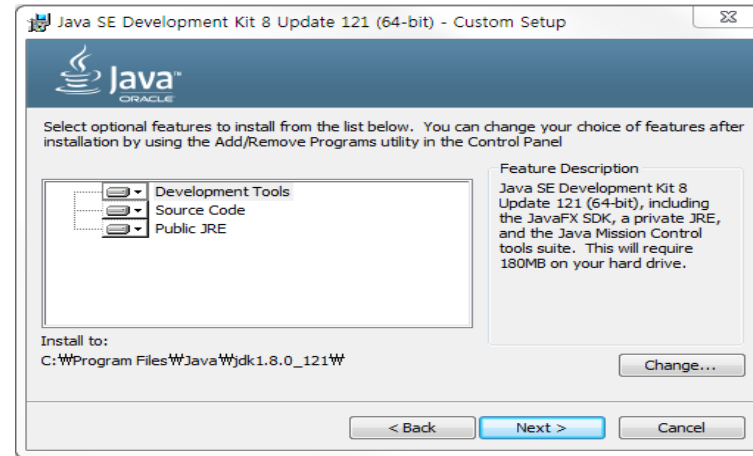 Java SE Development Kit 8 Update 121 (64-bit) - Custom Setup
Java™
ORACLE
Select optional features to install from the list below. You can change your choice of features after
installation by using the Add/Remove Programs utility in the Control Panel
Development Tools
Source Code
Public JRE
Feature Description
Java SE Development Kit 8
Update 121 (64-bit), including
the JavaFX SDK, a private JRE,
and the Java Mission Control
tools suite. This will require
180MB on your hard drive.
Install to:
C:₩Program Files₩Java₩jdk1.8.0_121₩
Change...
< Back
Next >
Cancel